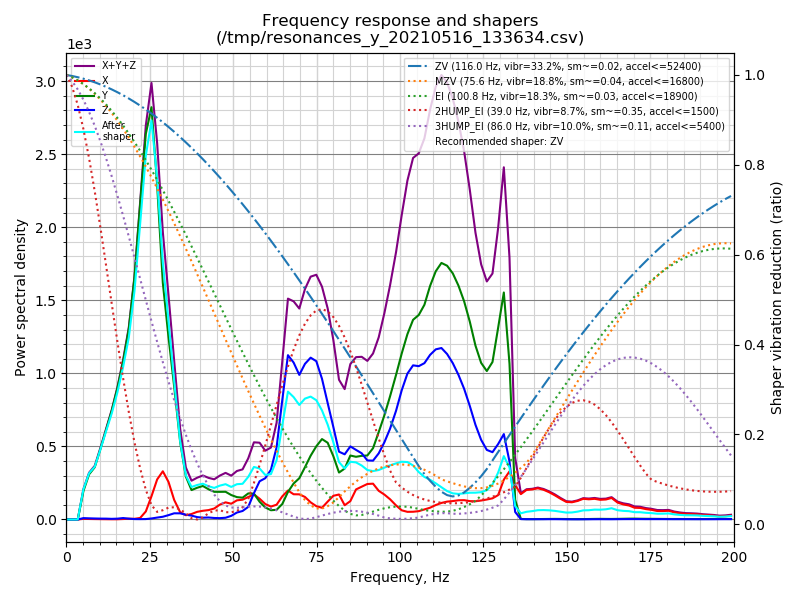 Frequency response and shapers
(/tmp/resonances_y_20210516_133634.csv)
1e3
X+Y+Z
X
Y
Z
After
shaper
ZV (116.0 Hz, vibr=33.2%, sm~=0.02, accel<=52400)
MZV (75.6 Hz, vibr=18.8%, sm~=0.04, accel<=16800)
EI (100.8 Hz, vibr=18.3%, sm~=0.03, accel<=18900)
2HUMP_EI (39.0 Hz, vibr=8.7%, sm~=0.35, accel<=1500)
3HUMP_EI (86.0 Hz, vibr=10.0%, sm~=0.11, accel<=5400)
Recommended shaper: ZV
3.0
2.5
2.0
1.5
1.0
0.5
0.0
Power spectral density
1.0
0.8
0.6
0.4
0.2
0.0
Shaper vibration reduction (ratio)
0 25 50 75 100 125 150 175 200
Frequency, Hz